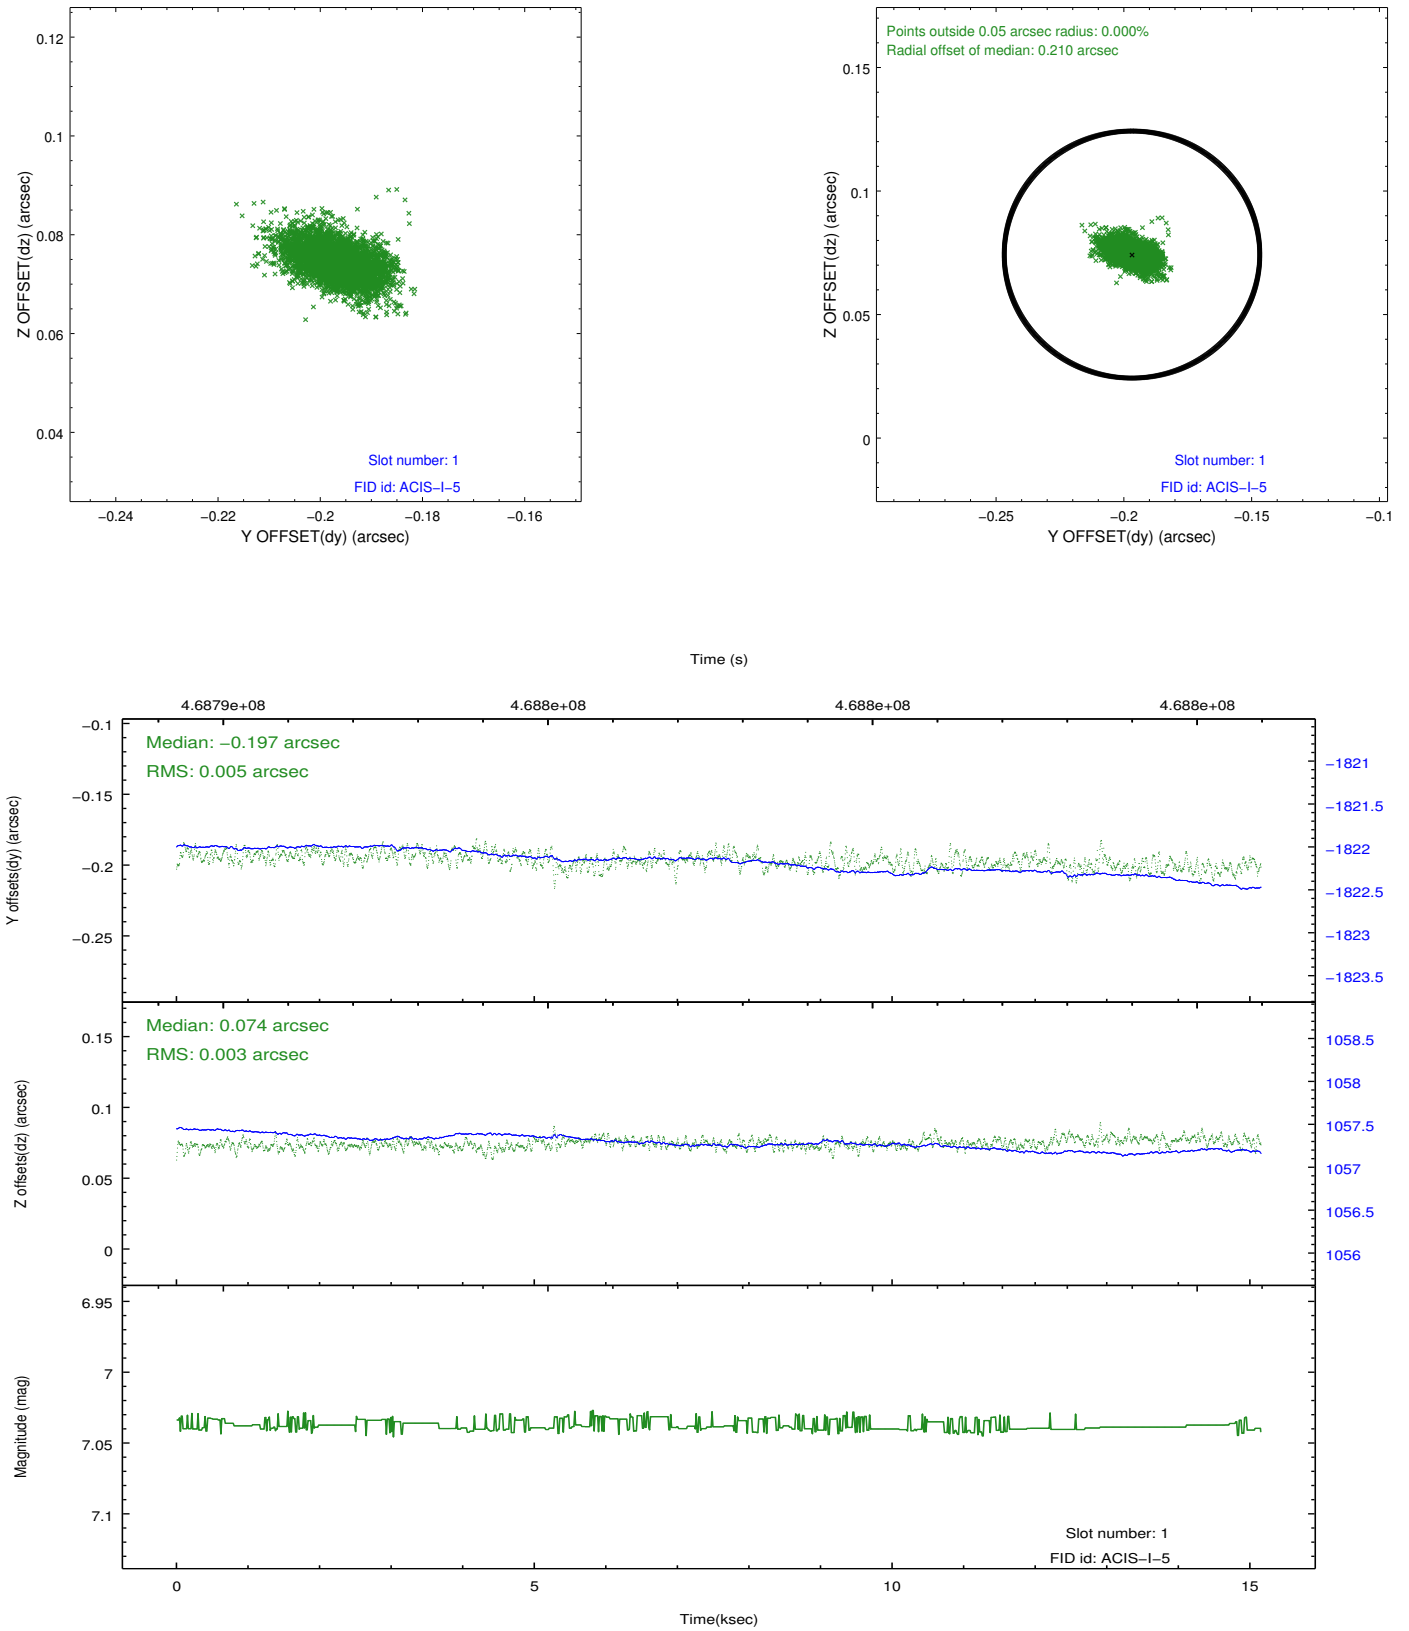 0.12
0.1
0.08
0.06
0.04
Z OFFSET(dz) (arcsec)
Slot number: 1
FID id: ACIS−I−5
−0.24 −0.22 −0.2 −0.18 −0.16
Y OFFSET(dy) (arcsec)
Points outside 0.05 arcsec radius: 0.000%
Radial offset of median: 0.210 arcsec
0.15
0.1
0.05
0
Z OFFSET(dz) (arcsec)
Slot number: 1
FID id: ACIS−I−5
−0.25 −0.2 −0.15 −0.1
Y OFFSET(dy) (arcsec)
Time (s)
4.6879e+08 4.688e+08 4.688e+08 4.688e+08
Median: −0.197 arcsec
RMS: 0.005 arcsec
−0.1
−0.15
−0.2
−0.25
Y offsets(dy) (arcsec)
−1821
−1821.5
−1822
−1822.5
−1823
−1823.5
Median: 0.074 arcsec
RMS: 0.003 arcsec
0.15
0.1
0.05
0
Z offsets(dz) (arcsec)
1058.5
1058
1057.5
1057
1056.5
1056
6.95
7
7.05
7.1
Magnitude (mag)
Slot number: 1
FID id: ACIS−I−5
0 5 10 15
Time(ksec)